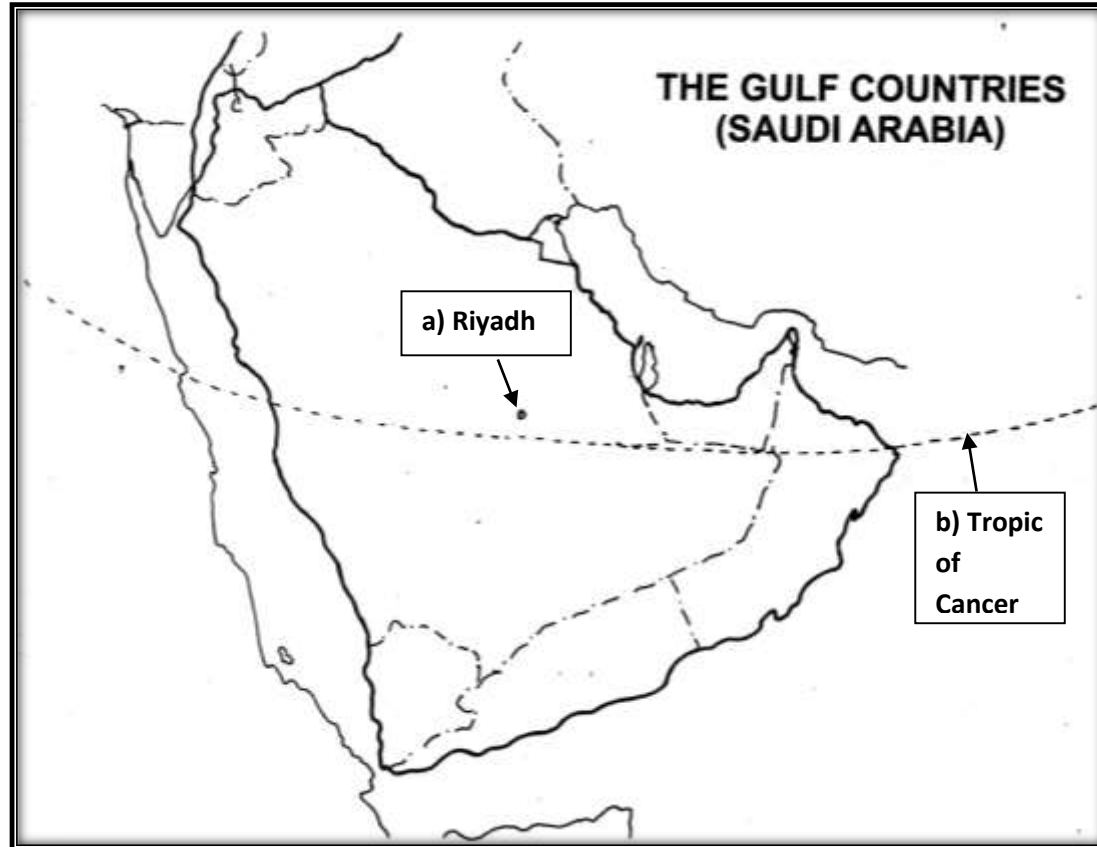 THE GULF COUNTRIES
(SAUDI ARABIA)
a) Riyadh
b) Tropic
of
Cancer